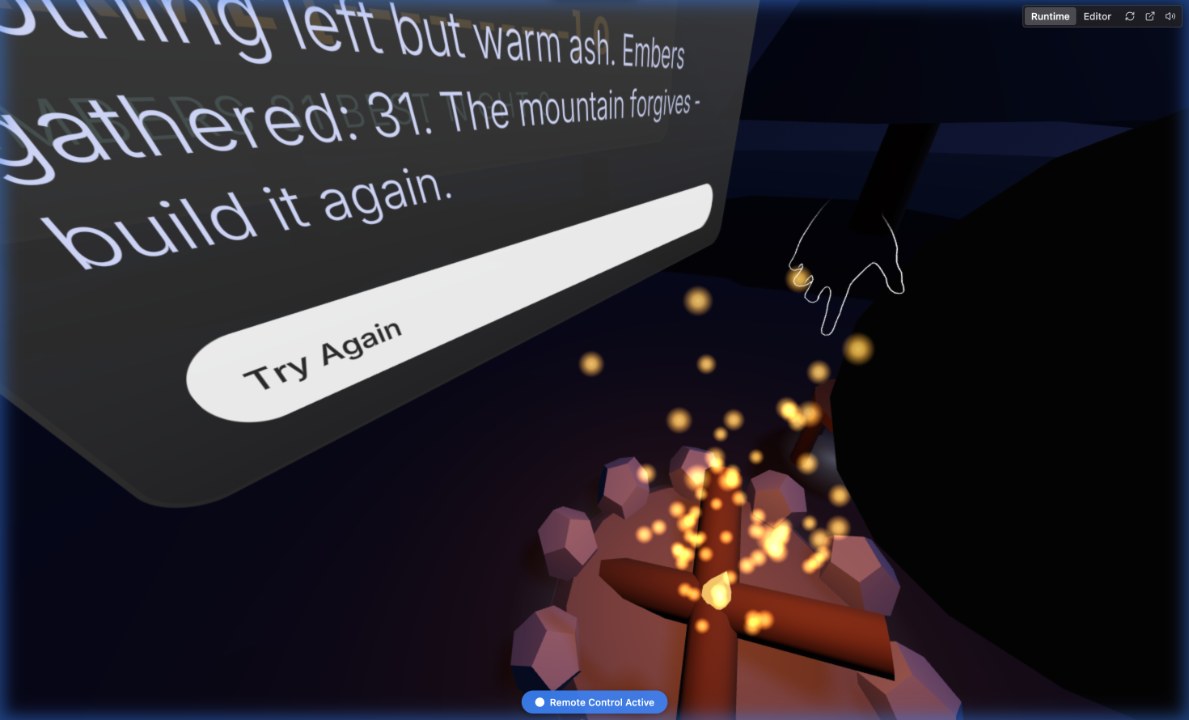 Runtime Editor
othing left but warm ash. Embers
gathered: 31. The mountain forgives -
build it again.
Try Again
Remote Control Active